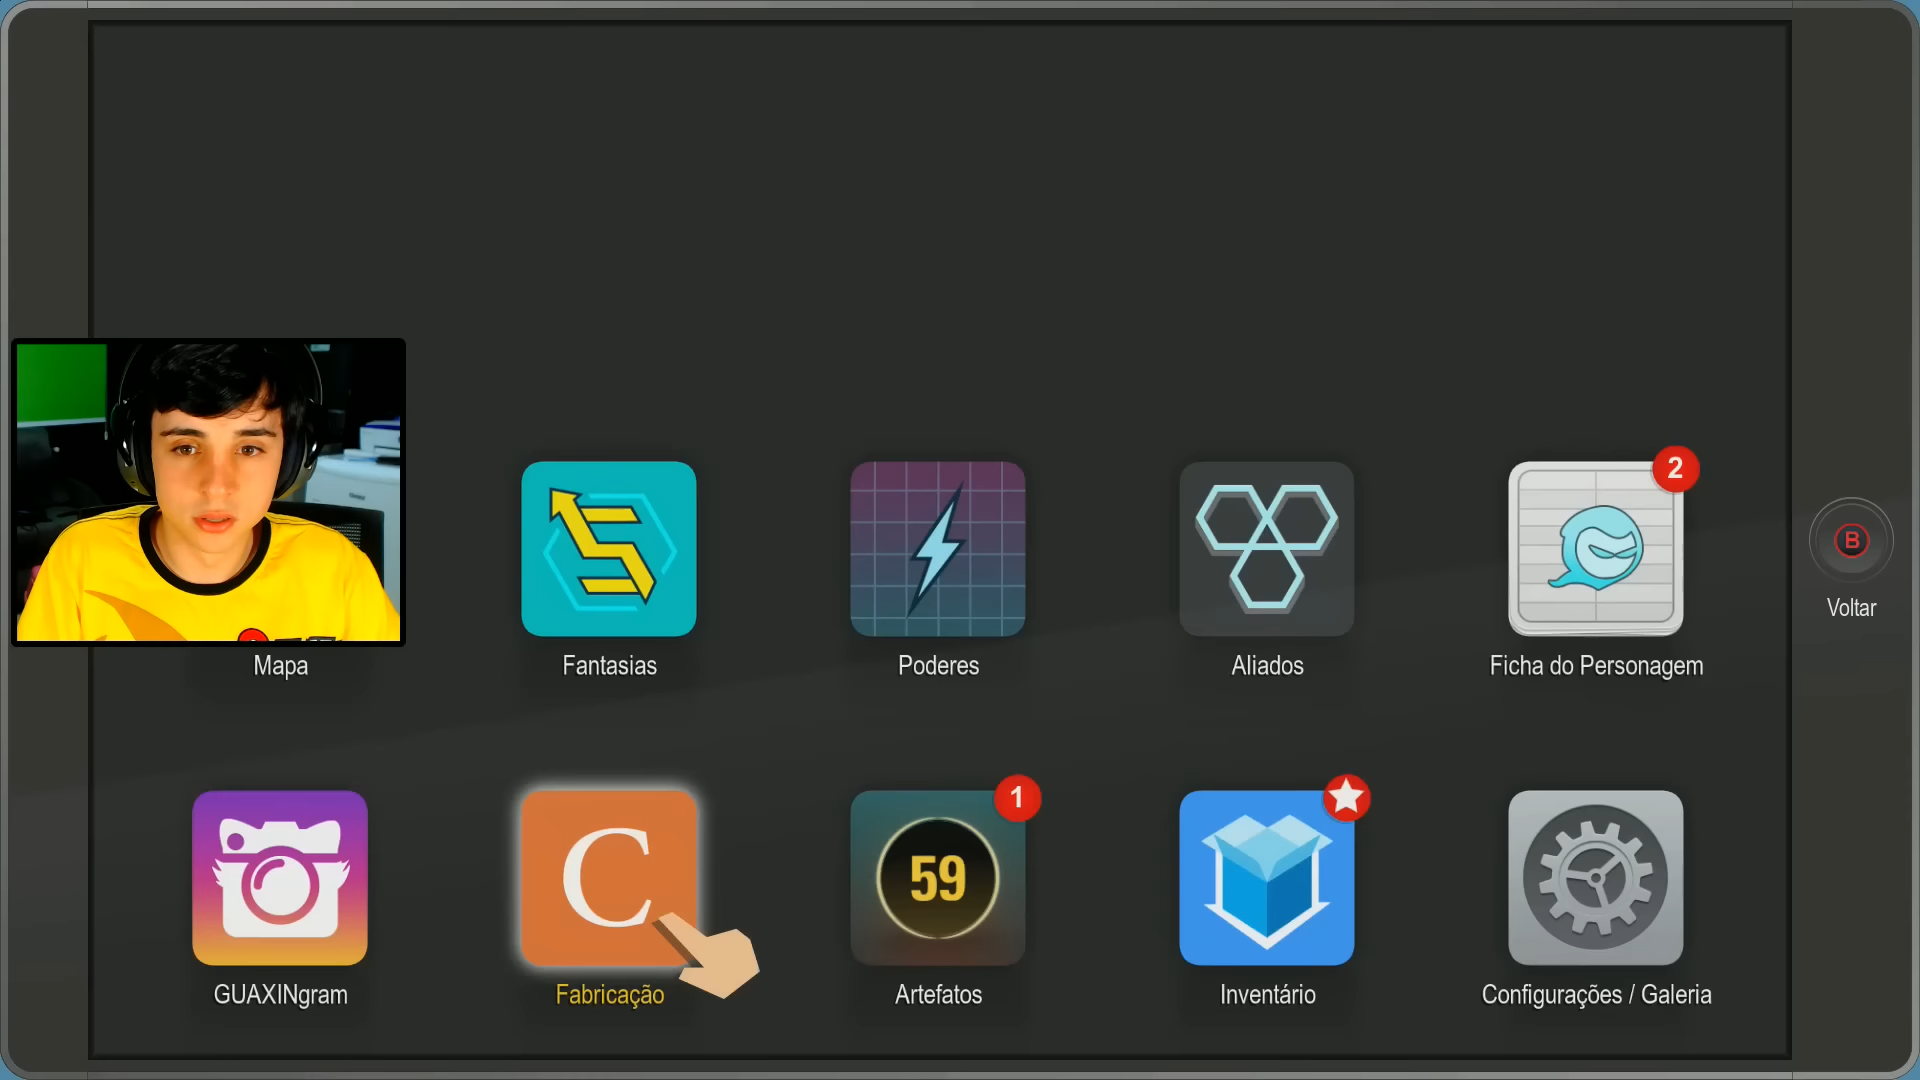 2
B
Voltar
Mapa
Fantasias
Poderes
Aliados
Ficha do Personagem
C
59
1
GUAXINgram
Fabricação
Artefatos
Inventário
Configurações / Galeria